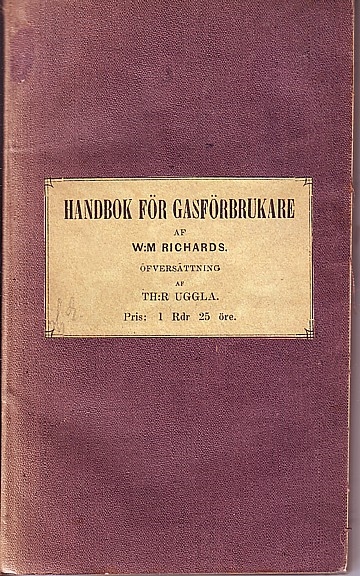 HANDBOK FÖR GASFÖRBRUKARE
AF
W:M RICHARDS.
ÖFVERSÄTTNING
AF
TH:R UGGLA.
Pris: 1 Rdr 25 öre.